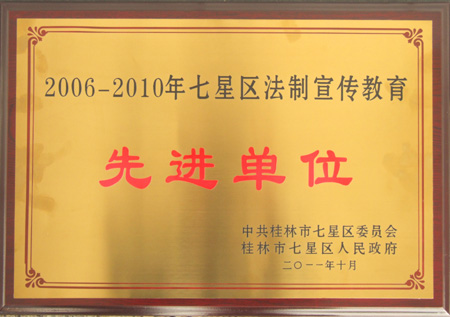 2006-2010年七星区法制宣传教育
先进单位
中共桂林市七星区委员会
桂林市七星区人民政府
二〇一一年十月